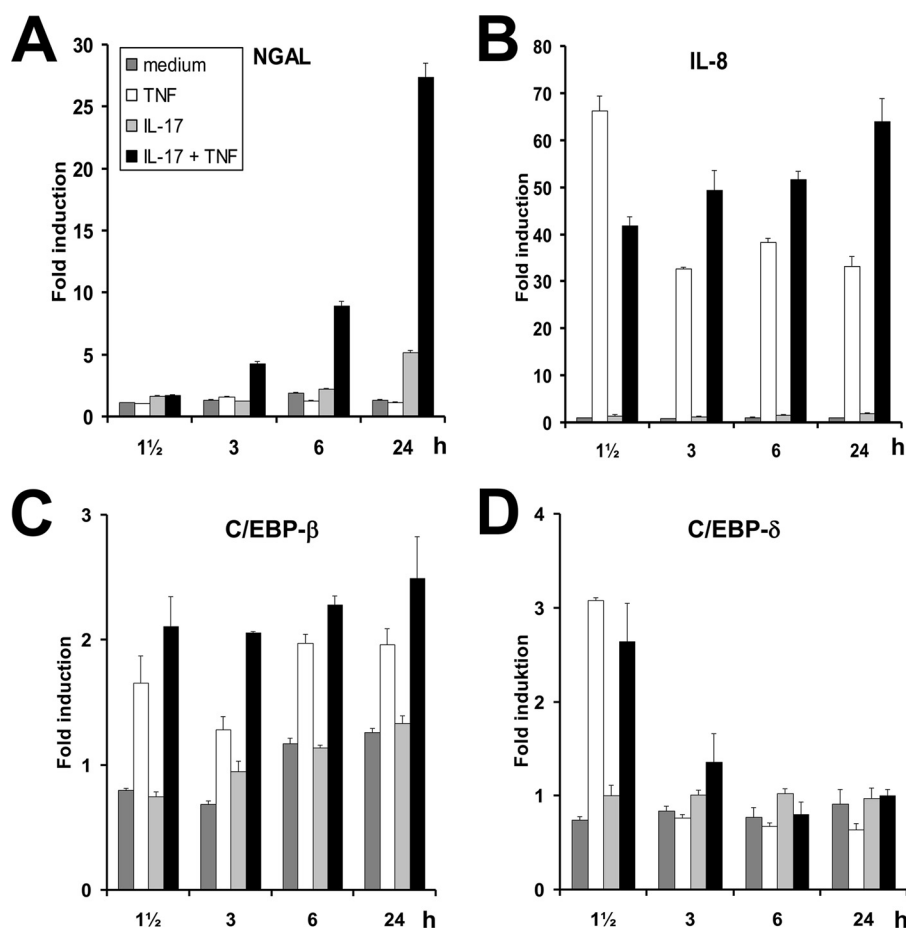 A
NGAL
30
25
20
15
10
5
0
Fold induction
medium
TNF
IL-17
IL-17 + TNF
1½ 3 6 24 h
B
IL-8
80
70
60
50
40
30
20
10
0
Fold induction
1½ 3 6 24 h
C
C/EBP-β
3
2
1
0
Fold induction
1½ 3 6 24 h
D
C/EBP-δ
4
3
2
1
0
Fold induktion
1½ 3 6 24 h